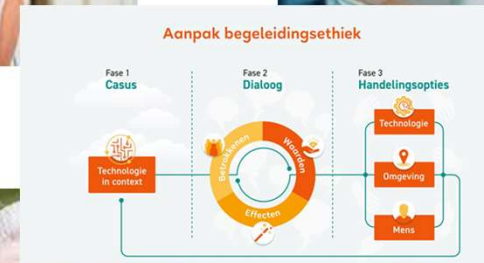 Aanpak begeleidingsethiek
Fase 1
Casus
Technologie
in context
Fase 2
Dialoog
Betrokkenen
Waarden
Effecten
Fase 3
Handelingsopties
Technologie
Omgeving
Mens